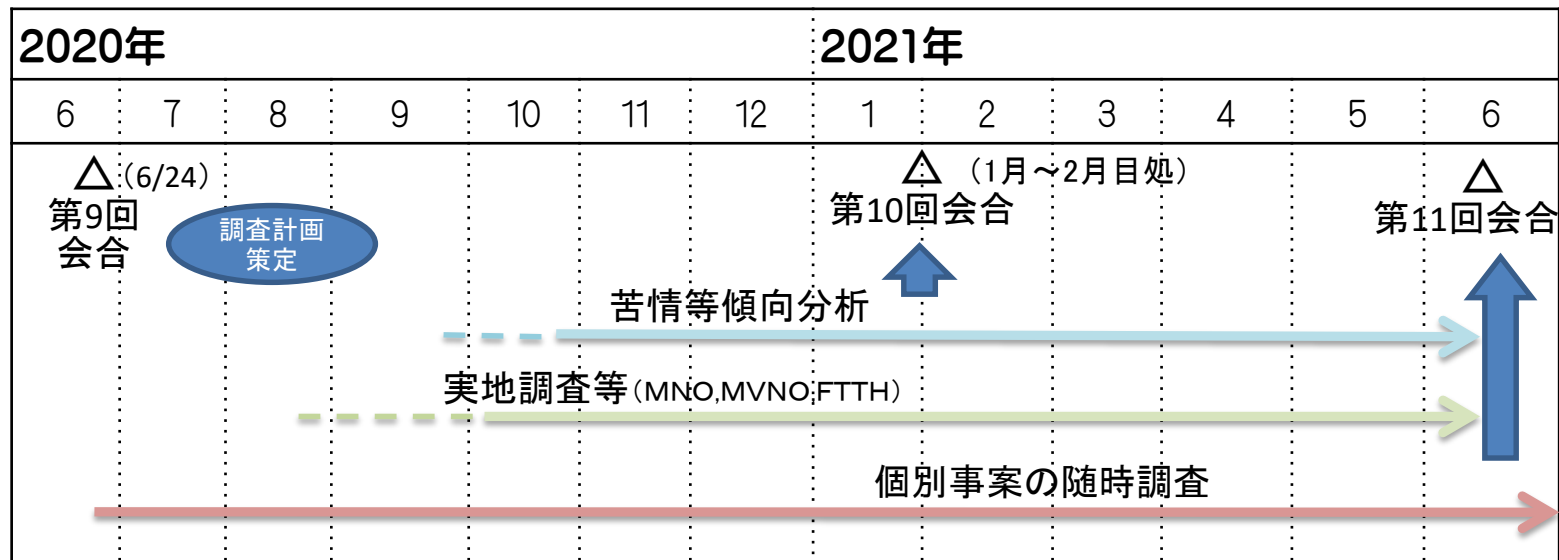 2020年
2021年
6 7 8 9 10 11 12 1 2 3 4 5 6
△(6/24)
第9回
会合
調査計画
策定
△ (1月～2月目処)
第10回会合
△
第11回会合
苦情等傾向分析
実地調査等(MNO,MVNO,FTTH)
個別事案の随時調査